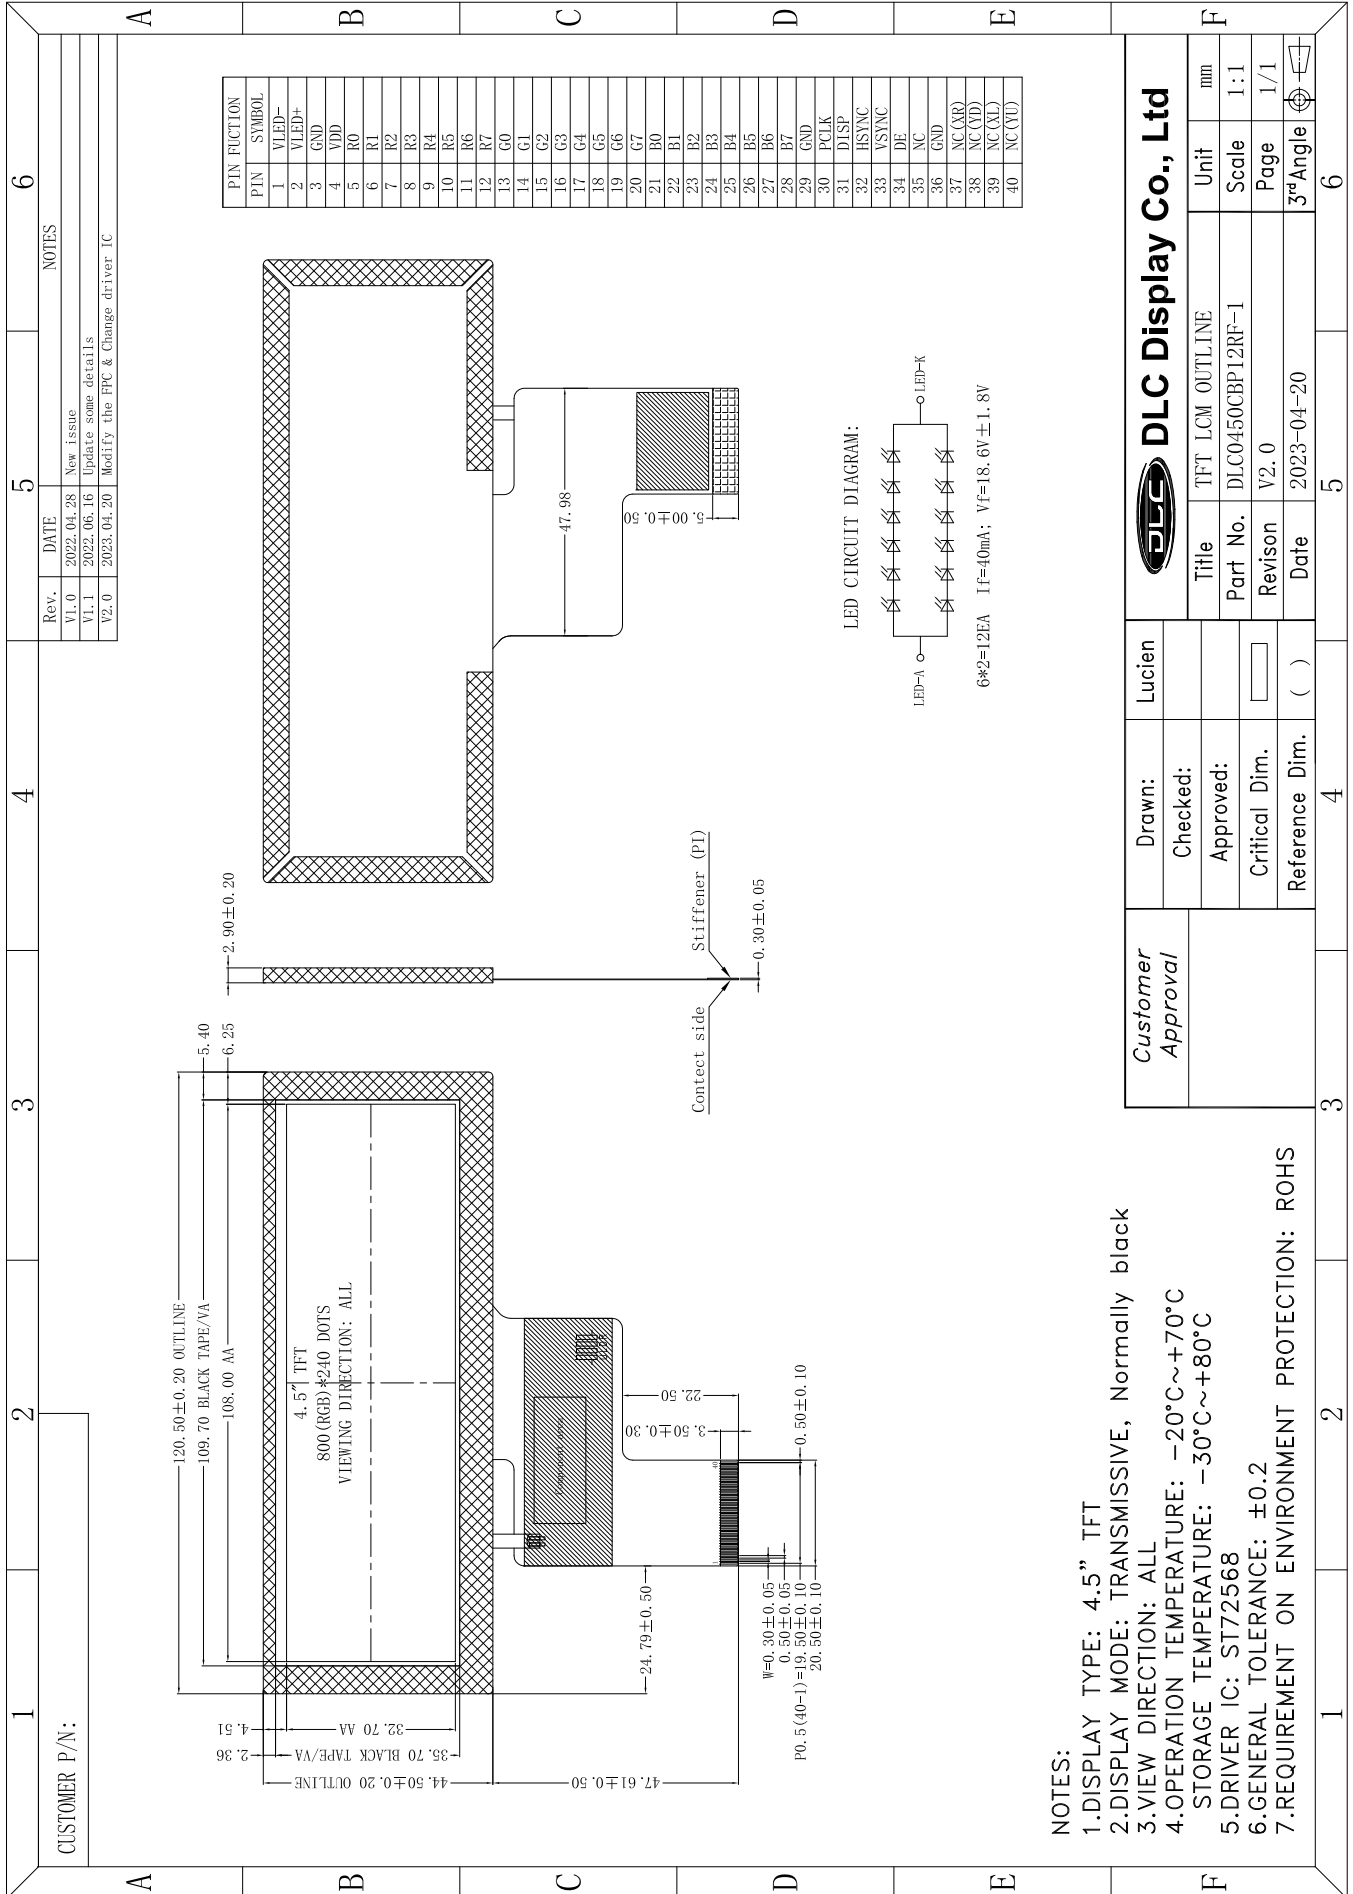 CUSTOMER P/N:
1
2
3
4
5
6
A
B
C
D
E
F
Rev. DATE NOTES
V1.0 2022.04.28 New issue
V1.1 2022.06.16 Update some details
V2.0 2023.04.20 Modify the FPC & Change driver IC
120.50±0.20 OUTLINE
109.70 BLACK TAPE/VA
108.00 AA
5.40
6.25
4.5" TFT
800(RGB)*240 DOTS
VIEWING DIRECTION: ALL
2.36
4.51
32.70 AA
35.70 BLACK TAPE/VA
44.50±0.20 OUTLINE
47.61±0.50
24.79±0.50
22.50
3.50±0.30
1
40
W=0.30±0.05
0.50±0.05
P0.5(40-1)=19.50±0.10
20.50±0.10
0.50±0.10
2.90±0.20
Contect side
Stiffener (PI)
0.30±0.05
47.98
5.00±0.50
PIN FUCTION
PIN SYMBOL
1 VLED-
2 VLED+
3 GND
4 VDD
5 R0
6 R1
7 R2
8 R3
9 R4
10 R5
11 R6
12 R7
13 G0
14 G1
15 G2
16 G3
17 G4
18 G5
19 G6
20 G7
21 B0
22 B1
23 B2
24 B3
25 B4
26 B5
27 B6
28 B7
29 GND
30 PCLK
31 DISP
32 HSYNC
33 VSYNC
34 DE
35 NC
36 GND
37 NC(XR)
38 NC(YD)
39 NC(XL)
40 NC(YU)
LED CIRCUIT DIAGRAM:
LED-A
LED-K
6*2=12EA If=40mA; Vf=18.6V±1.8V
NOTES:
1.DISPLAY TYPE: 4.5" TFT
2.DISPLAY MODE: TRANSMISSIVE, Normally black
3.VIEW DIRECTION: ALL
4.OPERATION TEMPERATURE: -20°C~+70°C
STORAGE TEMPERATURE: -30°C~+80°C
5.DRIVER IC: ST72568
6.GENERAL TOLERANCE: ±0.2
7.REQUIREMENT ON ENVIRONMENT PROTECTION: ROHS
Customer
Approval
Drawn: Lucien
Checked:
Approved:
Critical Dim.
Reference Dim. ( )
DLC DLC Display Co., Ltd
Title TFT LCM OUTLINE Unit mm
Part No. DLC0450CBP12RF-1 Scale 1:1
Revison V2.0 Page 1/1
Date 2023-04-20 3rd Angle
1
2
3
4
5
6
A
B
C
D
E
F